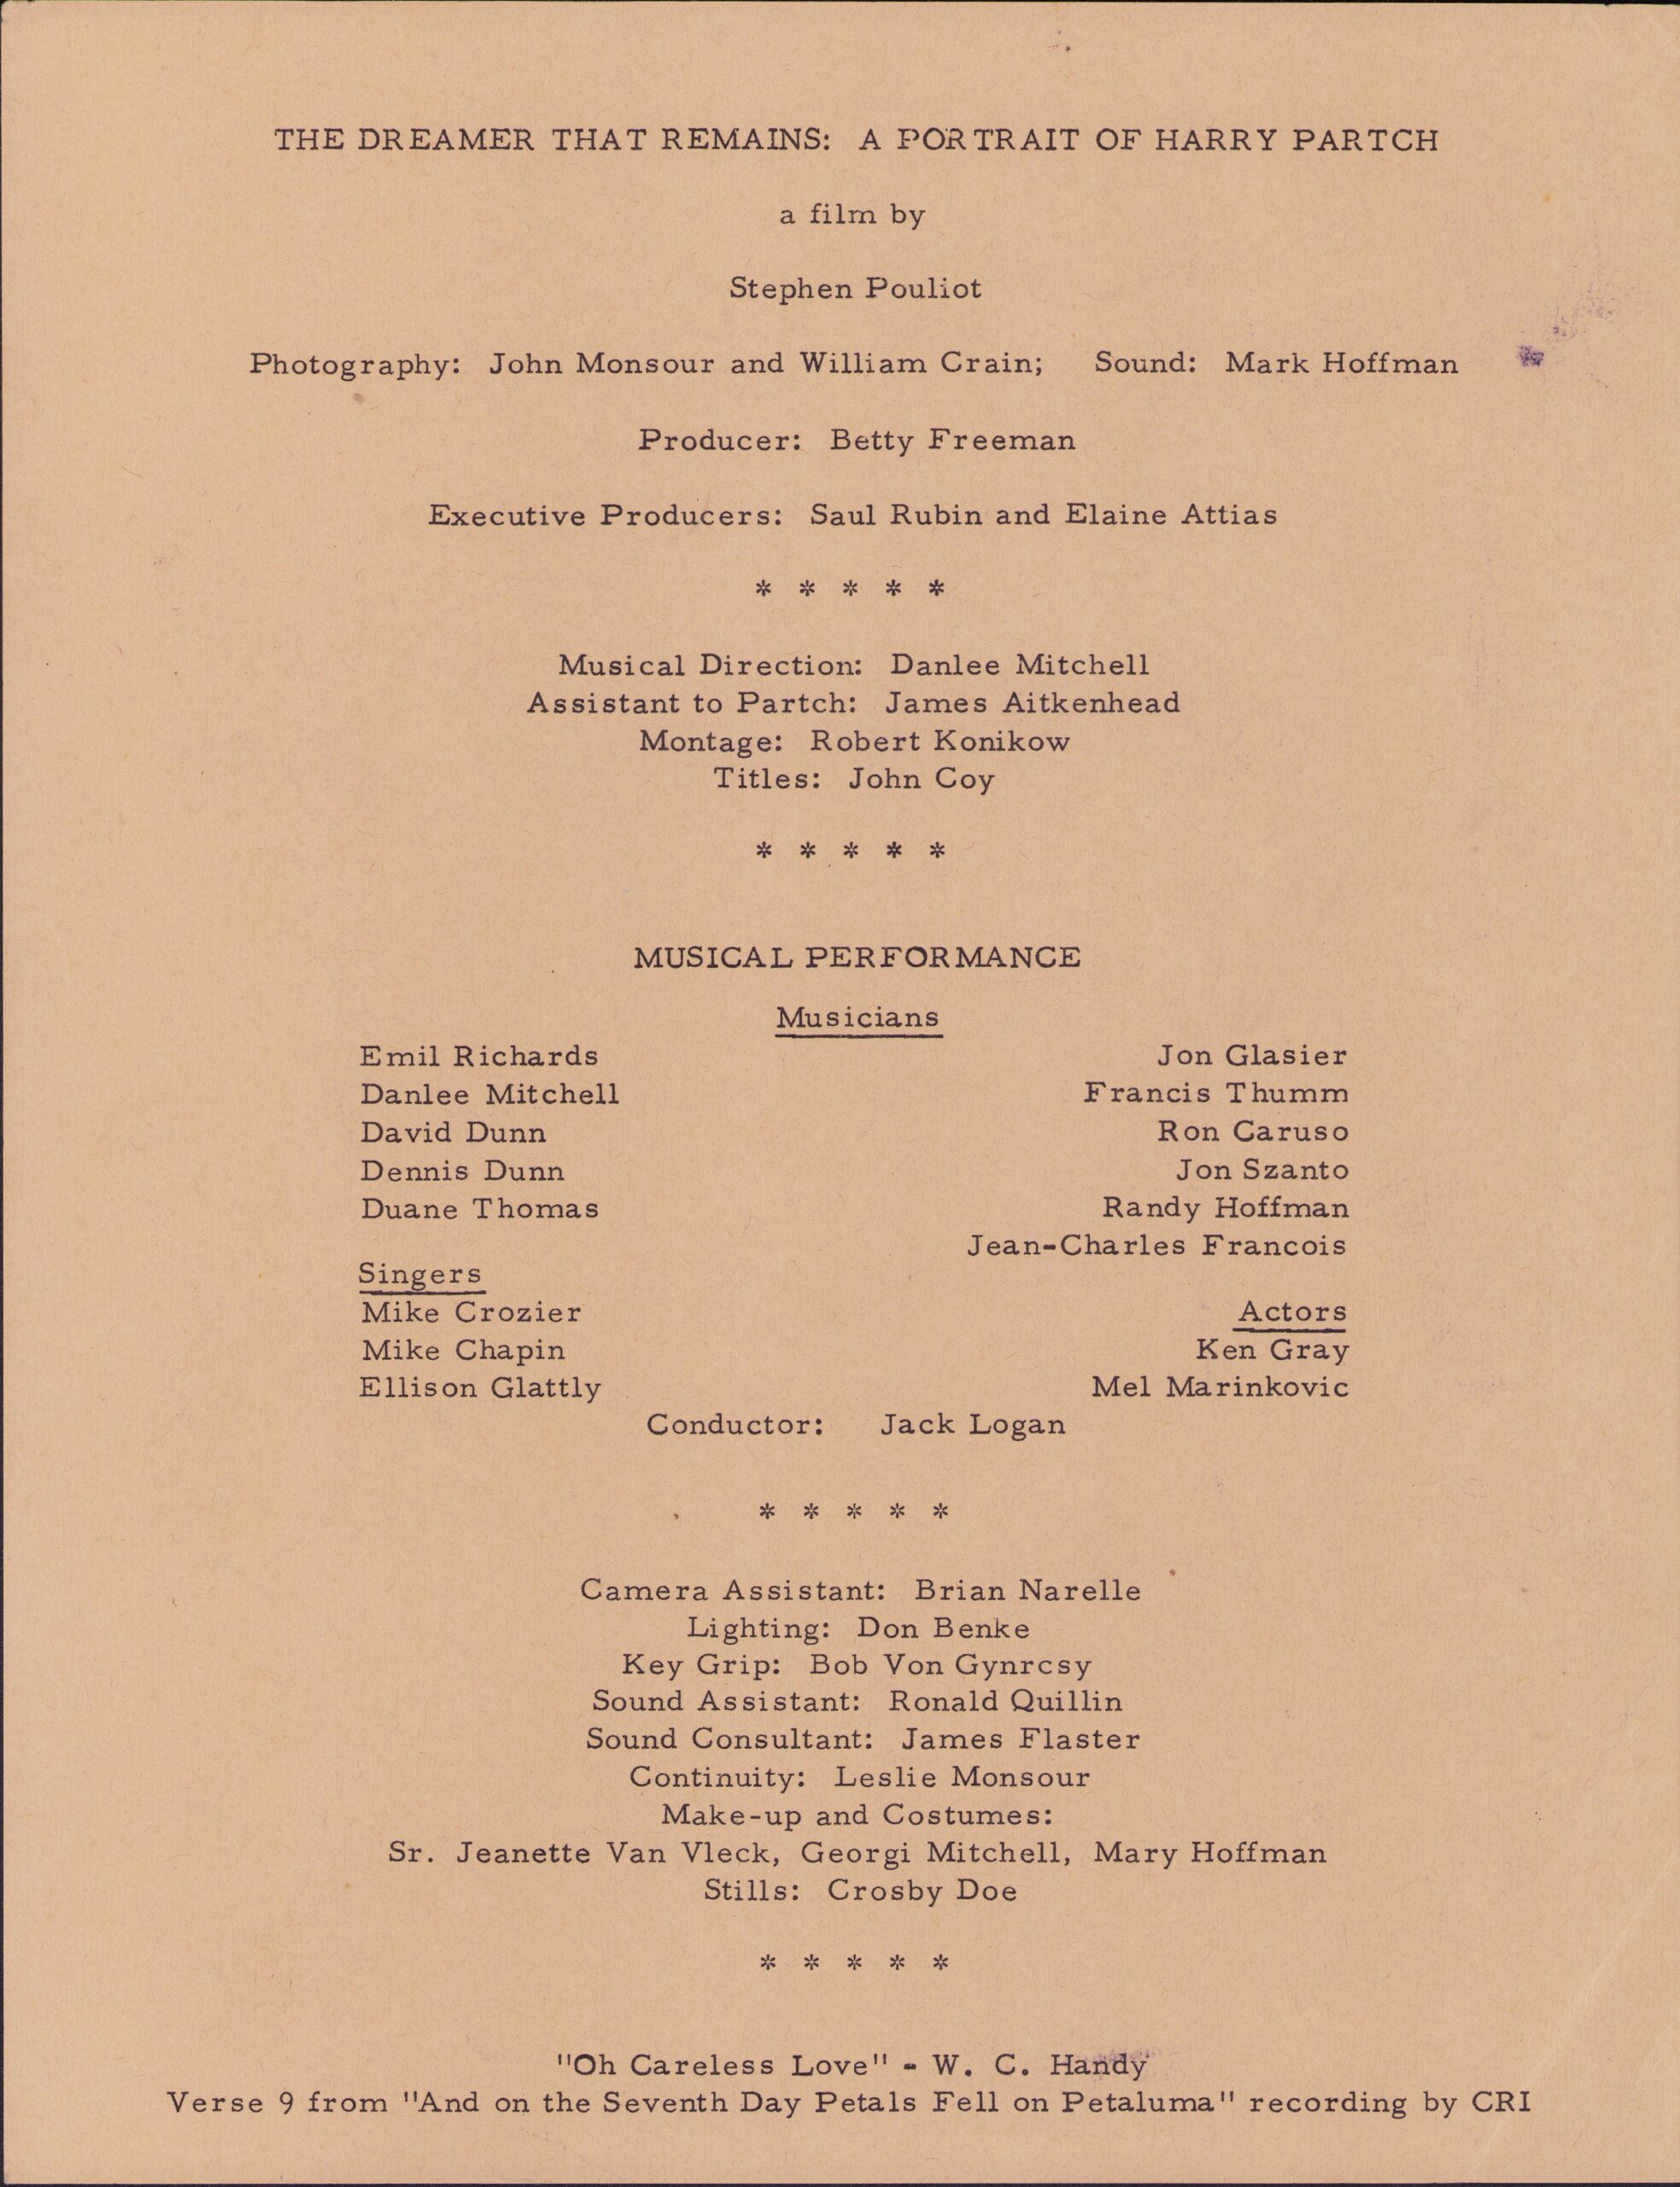 THE DREAMER THAT REMAINS: A PORTRAIT OF HARRY PARTCH
a film by
Stephen Pouliot
Photography: John Monsour and William Crain; Sound: Mark Hoffman
Producer: Betty Freeman
Executive Producers: Saul Rubin and Elaine Attias
* * * * *
Musical Direction: Danlee Mitchell
Assistant to Partch: James Aitkenhead
Montage: Robert Konikow
Titles: John Coy
* * * * *
MUSICAL PERFORMANCE
Musicians
Emil Richards Jon Glasier
Danlee Mitchell Francis Thumm
David Dunn Ron Caruso
Dennis Dunn Jon Szanto
Duane Thomas Randy Hoffman
Jean-Charles Francois
Singers
Mike Crozier Actors
Mike Chapin Ken Gray
Ellison Glattly Mel Marinkovic
Conductor: Jack Logan
* * * * *
Camera Assistant: Brian Narelle
Lighting: Don Benke
Key Grip: Bob Von Gynrcsy
Sound Assistant: Ronald Quillin
Sound Consultant: James Flaster
Continuity: Leslie Monsour
Make-up and Costumes:
Sr. Jeanette Van Vleck, Georgi Mitchell, Mary Hoffman
Stills: Crosby Doe
* * * * *
"Oh Careless Love" - W. C. Handy
Verse 9 from "And on the Seventh Day Petals Fell on Petaluma" recording by CRI